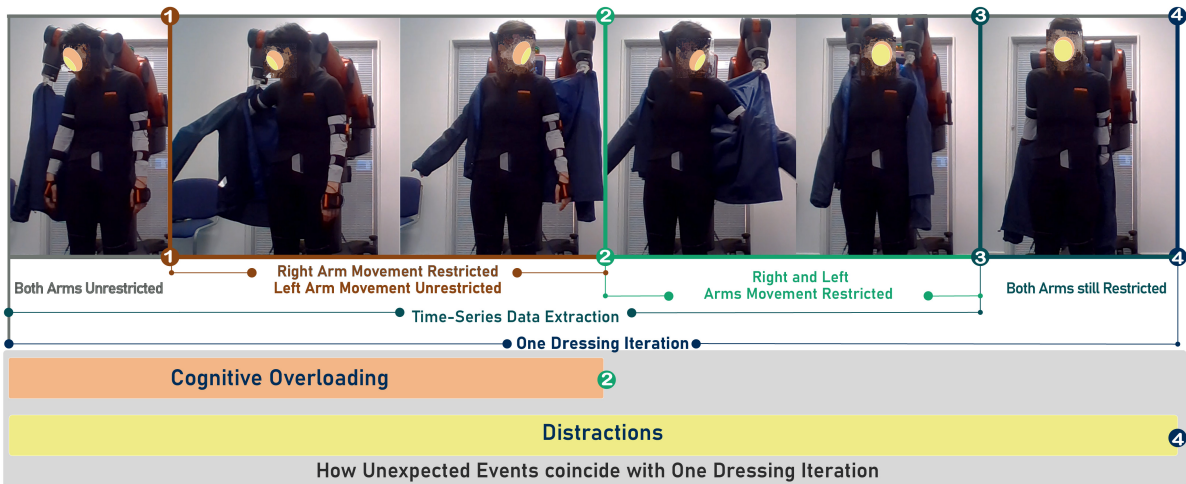 1 2 3 4
1 2 3 4
Both Arms Unrestricted
Right Arm Movement Restricted
Left Arm Movement Unrestricted
Right and Left
Arms Movement Restricted
Both Arms still Restricted
Time-Series Data Extraction
One Dressing Iteration
Cognitive Overloading
2
Distractions
4
How Unexpected Events coincide with One Dressing Iteration